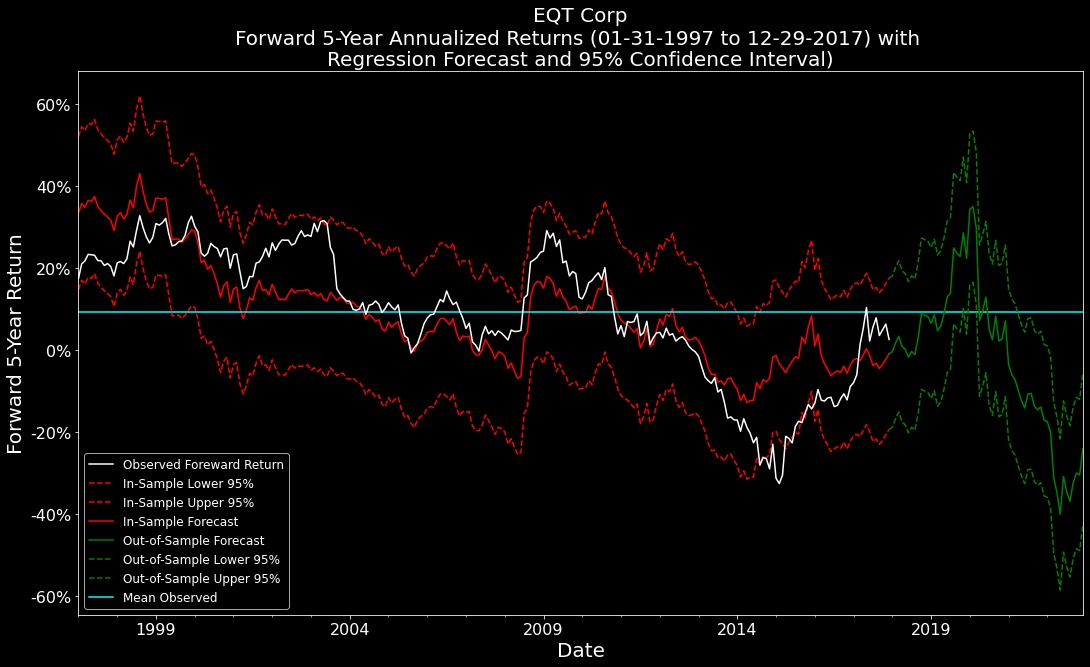 EQT Corp
Forward 5-Year Annualized Returns (01-31-1997 to 12-29-2017) with
Regression Forecast and 95% Confidence Interval)
Forward 5-Year Return
60%
40%
20%
0%
-20%
-40%
-60%
Observed Foreward Return
In-Sample Lower 95%
In-Sample Upper 95%
In-Sample Forecast
Out-of-Sample Forecast
Out-of-Sample Lower 95%
Out-of-Sample Upper 95%
Mean Observed
1999
2004
2009
2014
2019
Date